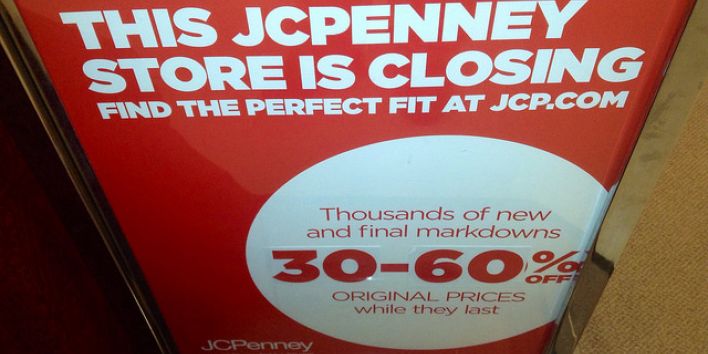 THIS JCPENNEY
STORE IS CLOSING
FIND THE PERFECT FIT AT JCP.COM
Thousands of new
and final markdowns
30-60% OFF
ORIGINAL PRICES
while they last
JCPenney